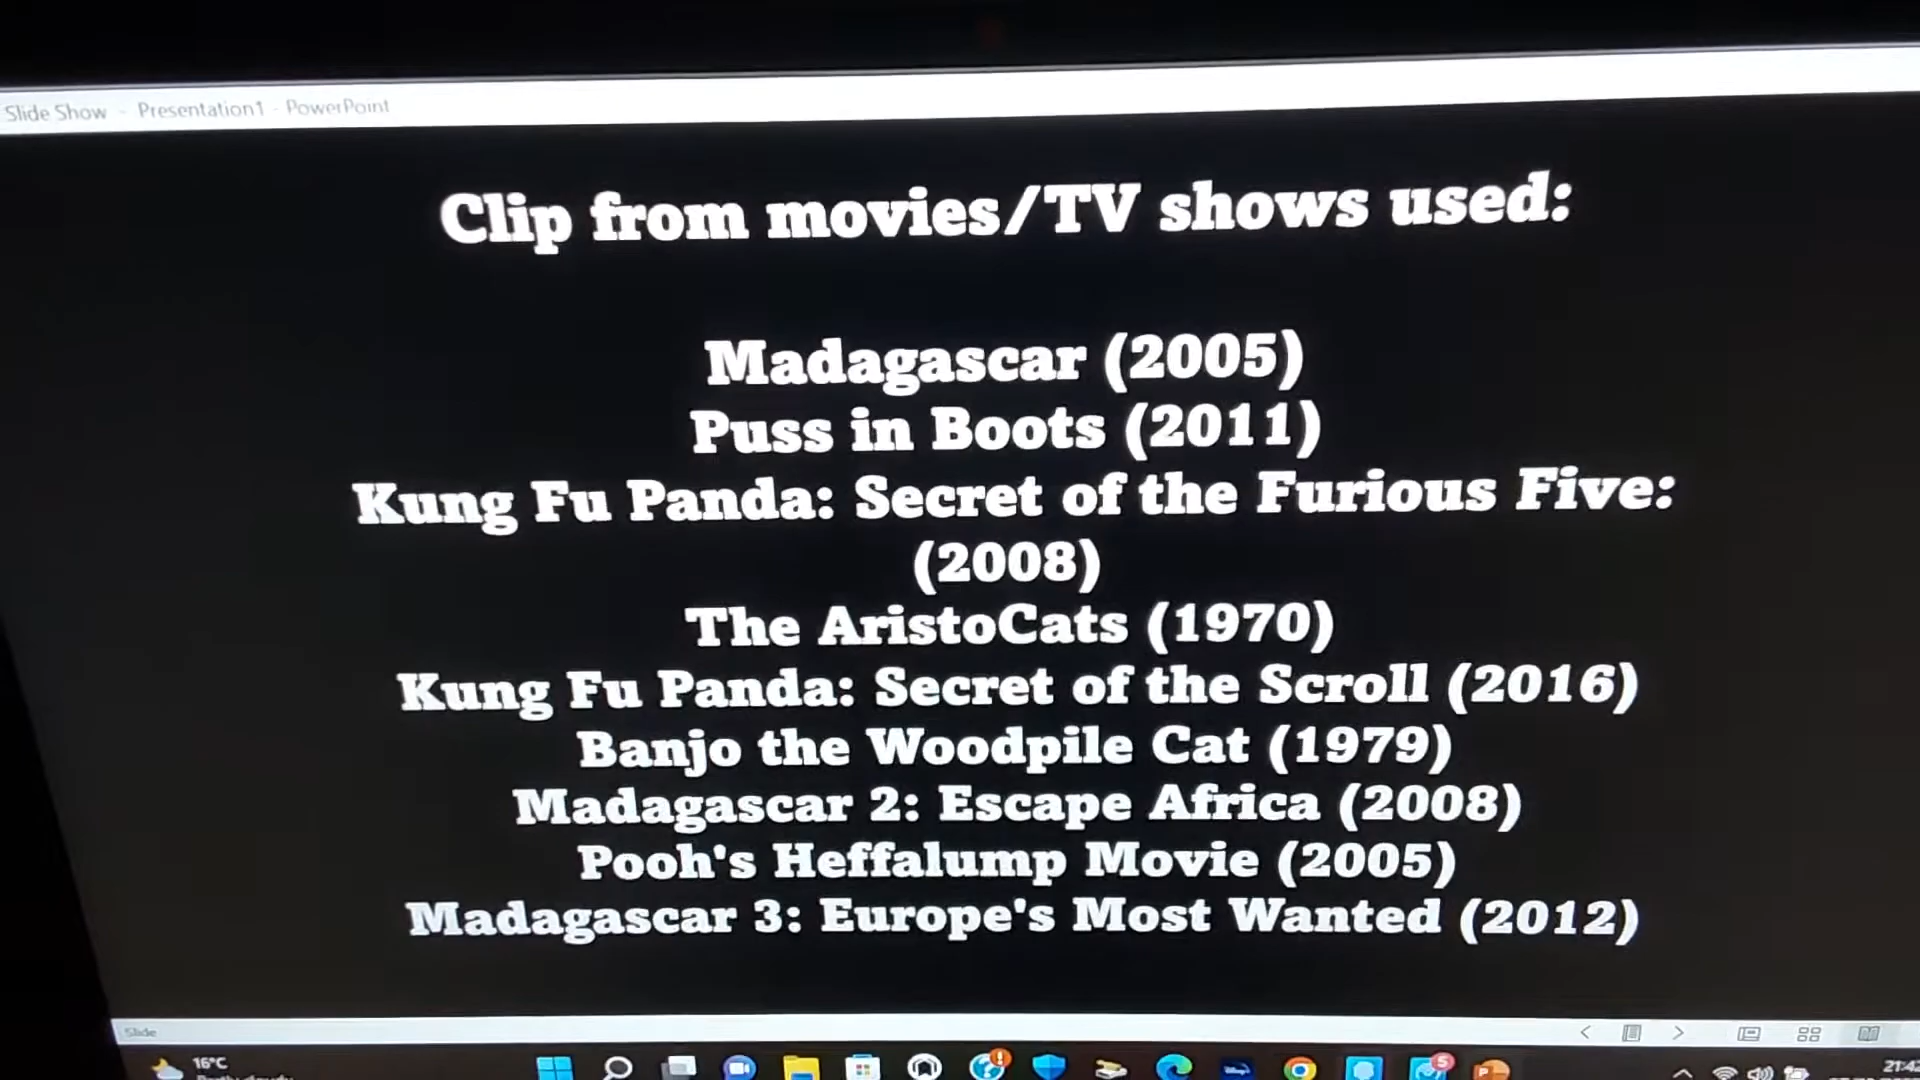 Slide Show - Presentation1 - PowerPoint
Clip from movies/TV shows used:
Madagascar (2005)
Puss in Boots (2011)
Kung Fu Panda: Secret of the Furious Five:
(2008)
The AristoCats (1970)
Kung Fu Panda: Secret of the Scroll (2016)
Banjo the Woodpile Cat (1979)
Madagascar 2: Escape Africa (2008)
Pooh's Heffalump Movie (2005)
Madagascar 3: Europe's Most Wanted (2012)
Slide
16°C
5